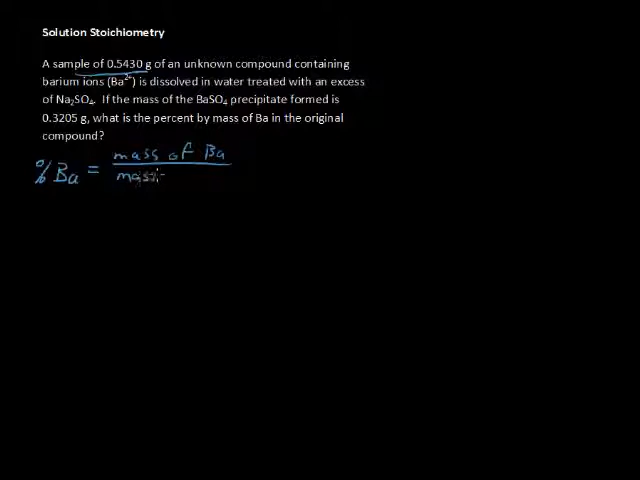 Solution Stoichiometry
A sample of 0.5430 g of an unknown compound containing
barium ions (Ba²⁺) is dissolved in water treated with an excess
of Na₂SO₄. If the mass of the BaSO₄ precipitate formed is
0.3205 g, what is the percent by mass of Ba in the original
compound?
% Ba = mass of Ba
mass